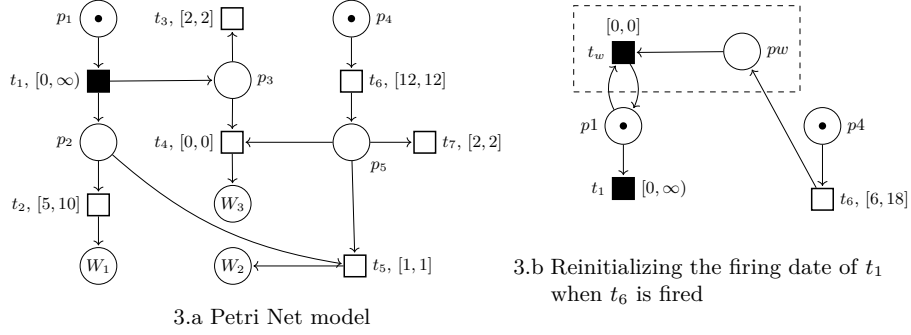 p₁
t₃, [2, 2]
p₄
t₁, [0, ∞)
p₃
t₆, [12, 12]
p₂
t₄, [0, 0]
p₅
t₇, [2, 2]
t₂, [5, 10]
W₃
W₁
W₂
t₅, [1, 1]
3.a Petri Net model
[0, 0]
t_w
pw
p1
p4
t₁
[0, ∞)
t₆, [6, 18]
3.b Reinitializing the firing date of t₁
when t₆ is fired